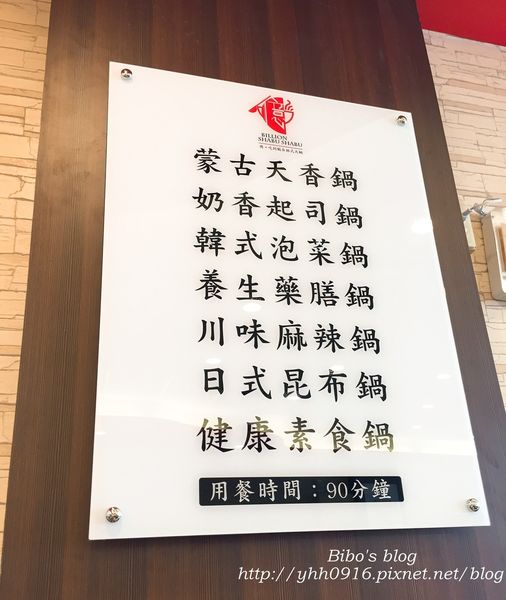 億
BILLION
SHABU SHABU
蒙古天香鍋
奶香起司鍋
韓式泡菜鍋
養生藥膳鍋
川味麻辣鍋
日式昆布鍋
健康素食鍋
用餐時間：90分鐘
Bibo's blog
http://yhh0916.pixnet.net/blog